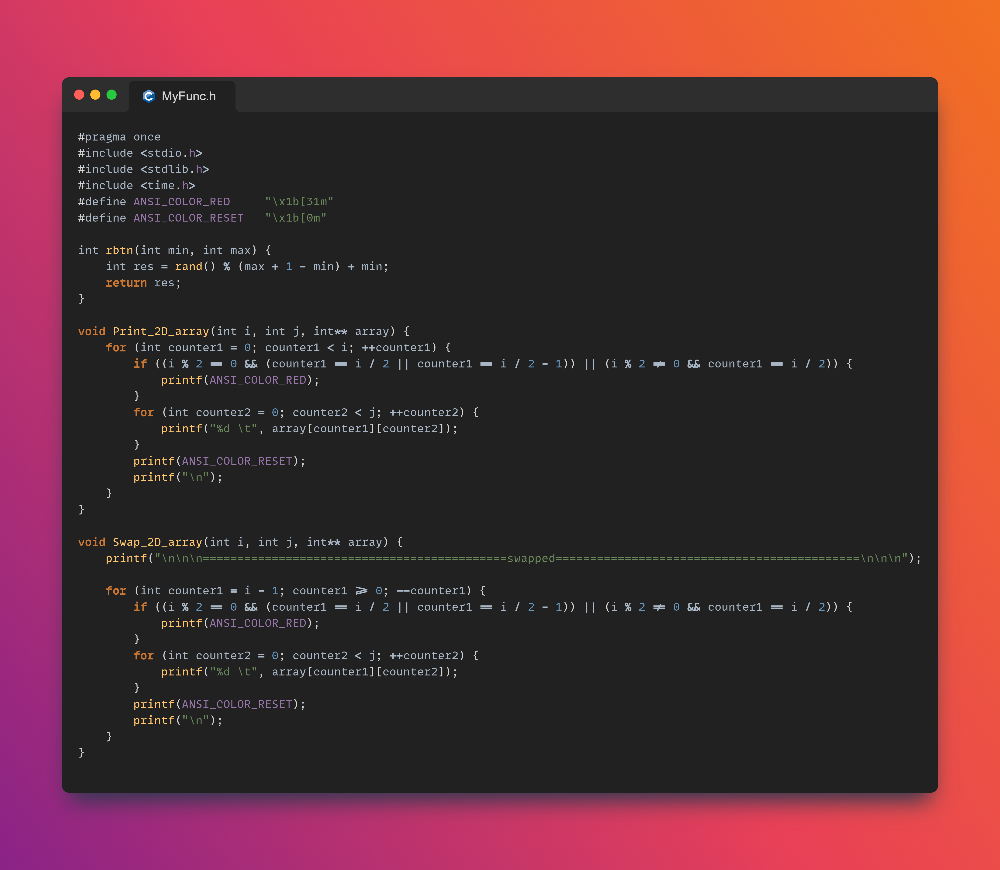 MyFunc.h
#pragma once
#include <stdio.h>
#include <stdlib.h>
#include <time.h>
#define ANSI_COLOR_RED     "\x1b[31m"
#define ANSI_COLOR_RESET   "\x1b[0m"
int rbtn(int min, int max) {
    int res = rand() % (max + 1 - min) + min;
    return res;
}
void Print_2D_array(int i, int j, int** array) {
    for (int counter1 = 0; counter1 < i; ++counter1) {
        if ((i % 2 == 0 && (counter1 == i / 2 || counter1 == i / 2 - 1)) || (i % 2 != 0 && counter1 == i / 2)) {
            printf(ANSI_COLOR_RED);
        }
        for (int counter2 = 0; counter2 < j; ++counter2) {
            printf("%d \t", array[counter1][counter2]);
        }
        printf(ANSI_COLOR_RESET);
        printf("\n");
    }
}
void Swap_2D_array(int i, int j, int** array) {
    printf("\n\n\n============================================swapped============================================\n\n\n");
    for (int counter1 = i - 1; counter1 >= 0; --counter1) {
        if ((i % 2 == 0 && (counter1 == i / 2 || counter1 == i / 2 - 1)) || (i % 2 != 0 && counter1 == i / 2)) {
            printf(ANSI_COLOR_RED);
        }
        for (int counter2 = 0; counter2 < j; ++counter2) {
            printf("%d \t", array[counter1][counter2]);
        }
        printf(ANSI_COLOR_RESET);
        printf("\n");
    }
}